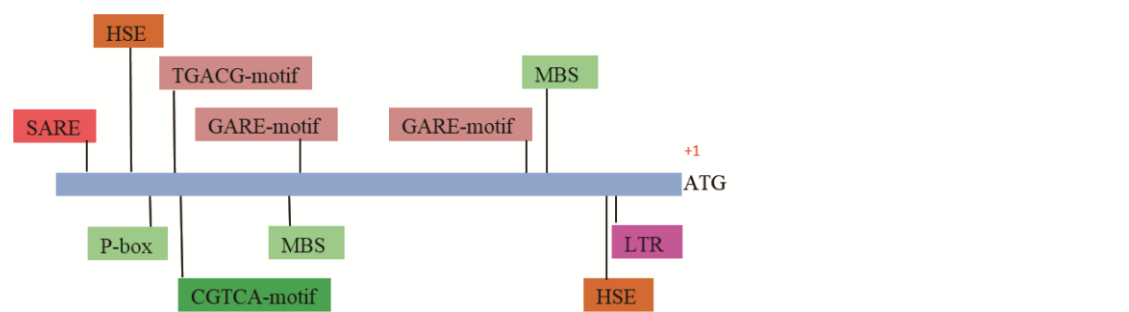 HSE
TGACG-motif
MBS
SARE
GARE-motif
GARE-motif
+1
ATG
P-box
MBS
LTR
CGTCA-motif
HSE